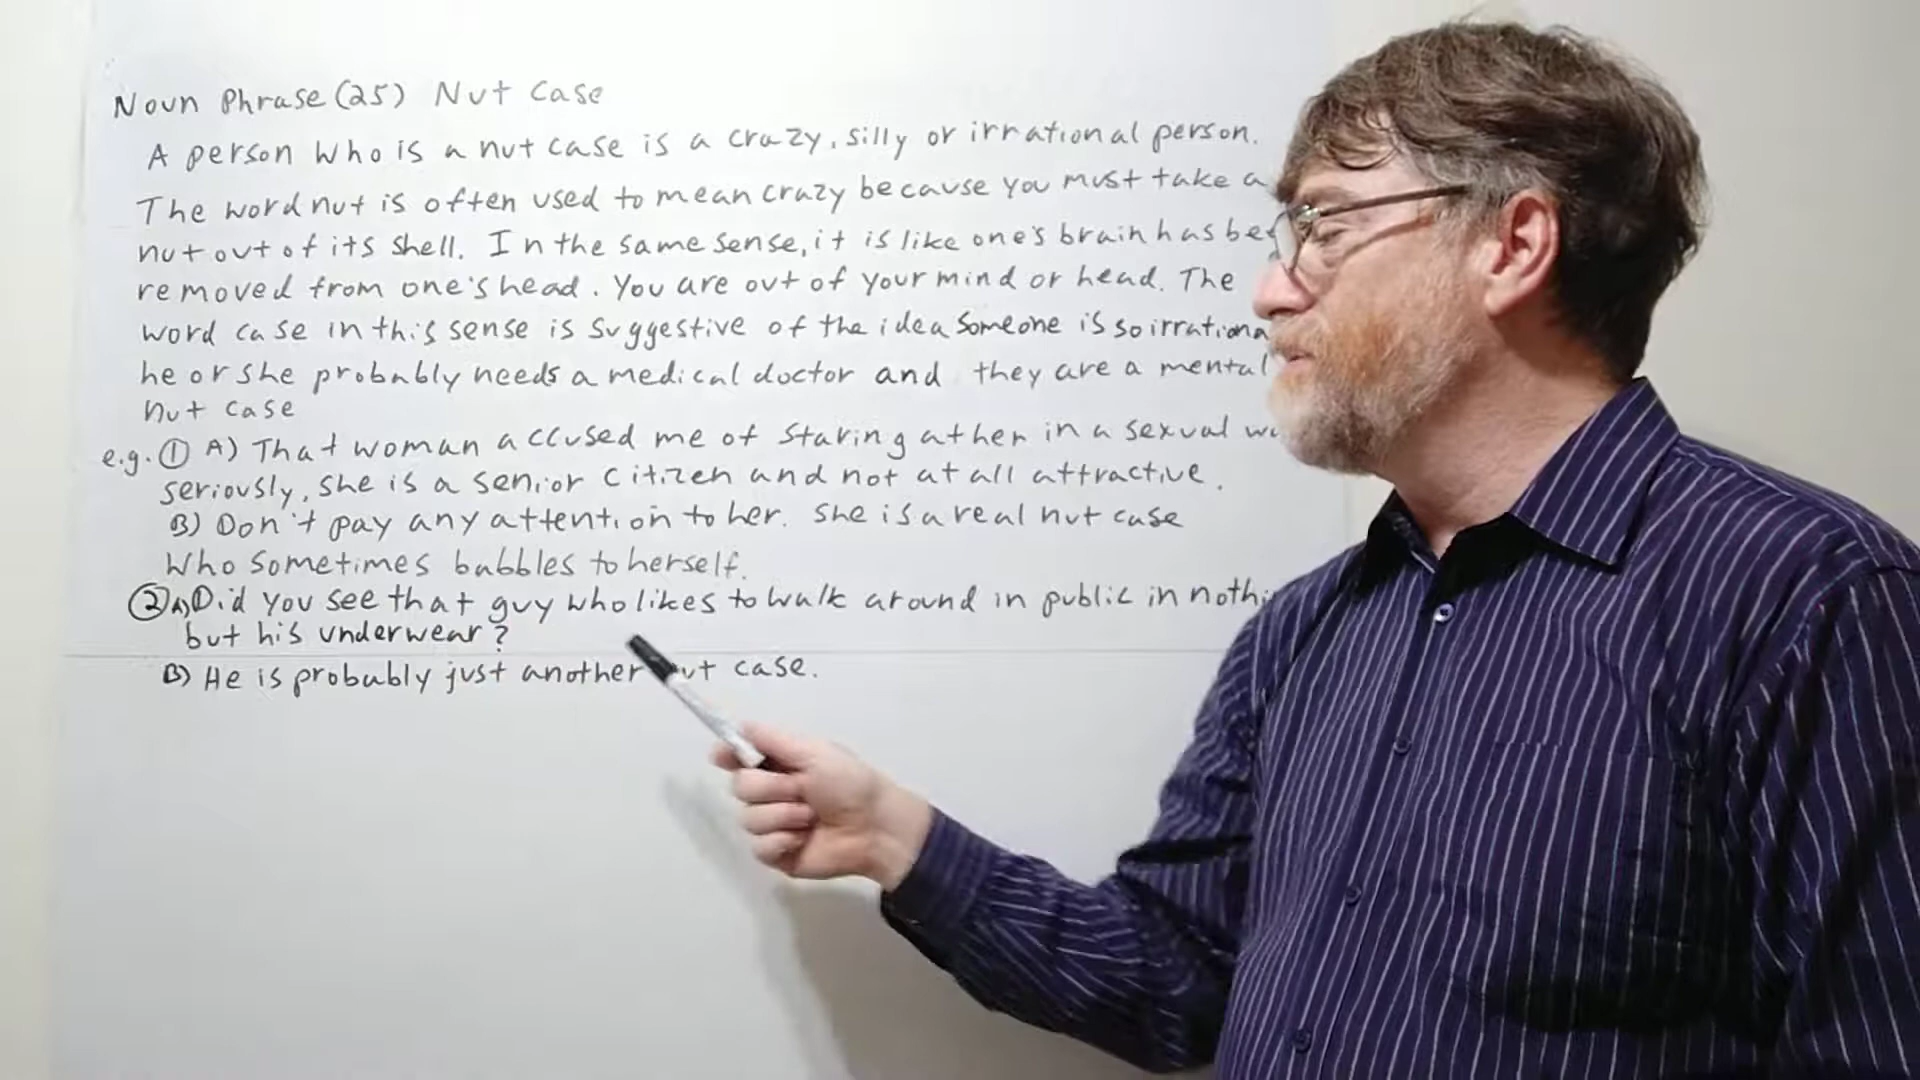 Noun Phrase (25) Nut Case
A person who is a nut case is a crazy, silly or irrational person.
The word nut is often used to mean crazy because you must take a
nut out of its shell. In the same sense, it is like one's brain has be
removed from one's head. You are out of your mind or head. The
word case in this sense is suggestive of the idea someone is so irrationa
he or she probably needs a medical doctor and they are a mental
nut case
e.g. ① A) That woman accused me of staring at her in a sexual wa
seriously, she is a senior citizen and not at all attractive.
B) Don't pay any attention to her. She is a real nut case
who sometimes babbles to herself.
② A) Did you see that guy who likes to walk around in public in nothi
but his underwear?
B) He is probably just another ut case.